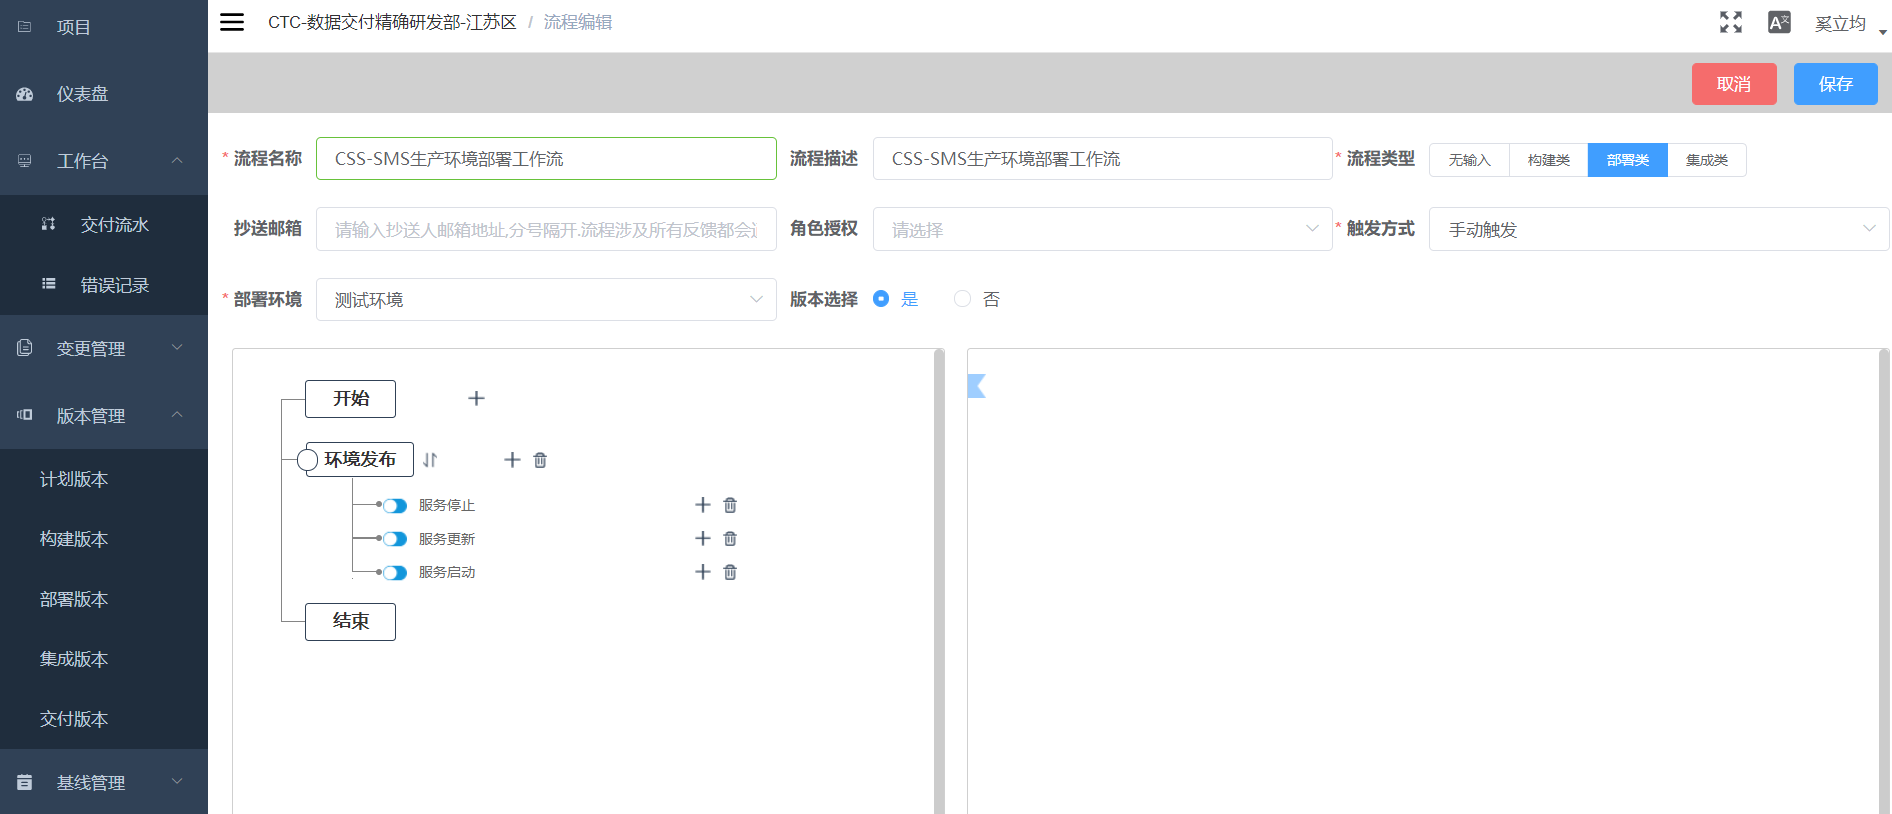 项目
仪表盘
工作台
交付流水
错误记录
变更管理
版本管理
计划版本
构建版本
部署版本
集成版本
交付版本
基线管理
CTC-数据交付精确研发部-江苏区 / 流程编辑
奚立均
取消 保存
* 流程名称 CSS-SMS生产环境部署工作流 流程描述 CSS-SMS生产环境部署工作流 * 流程类型 无输入 构建类 部署类 集成类
抄送邮箱 请输入抄送人邮箱地址,分号隔开.流程涉及所有反馈都会 角色授权 请选择 * 触发方式 手动触发
* 部署环境 测试环境 版本选择 是 否
开始
环境发布
服务停止
服务更新
服务启动
结束